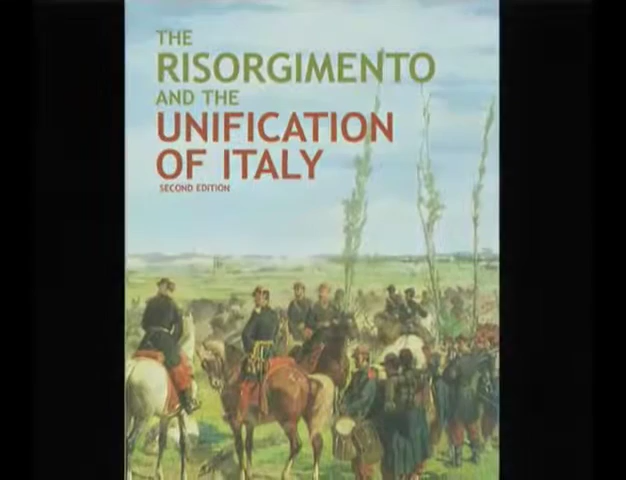 THE
RISORGIMENTO
AND THE
UNIFICATION
OF ITALY
SECOND EDITION